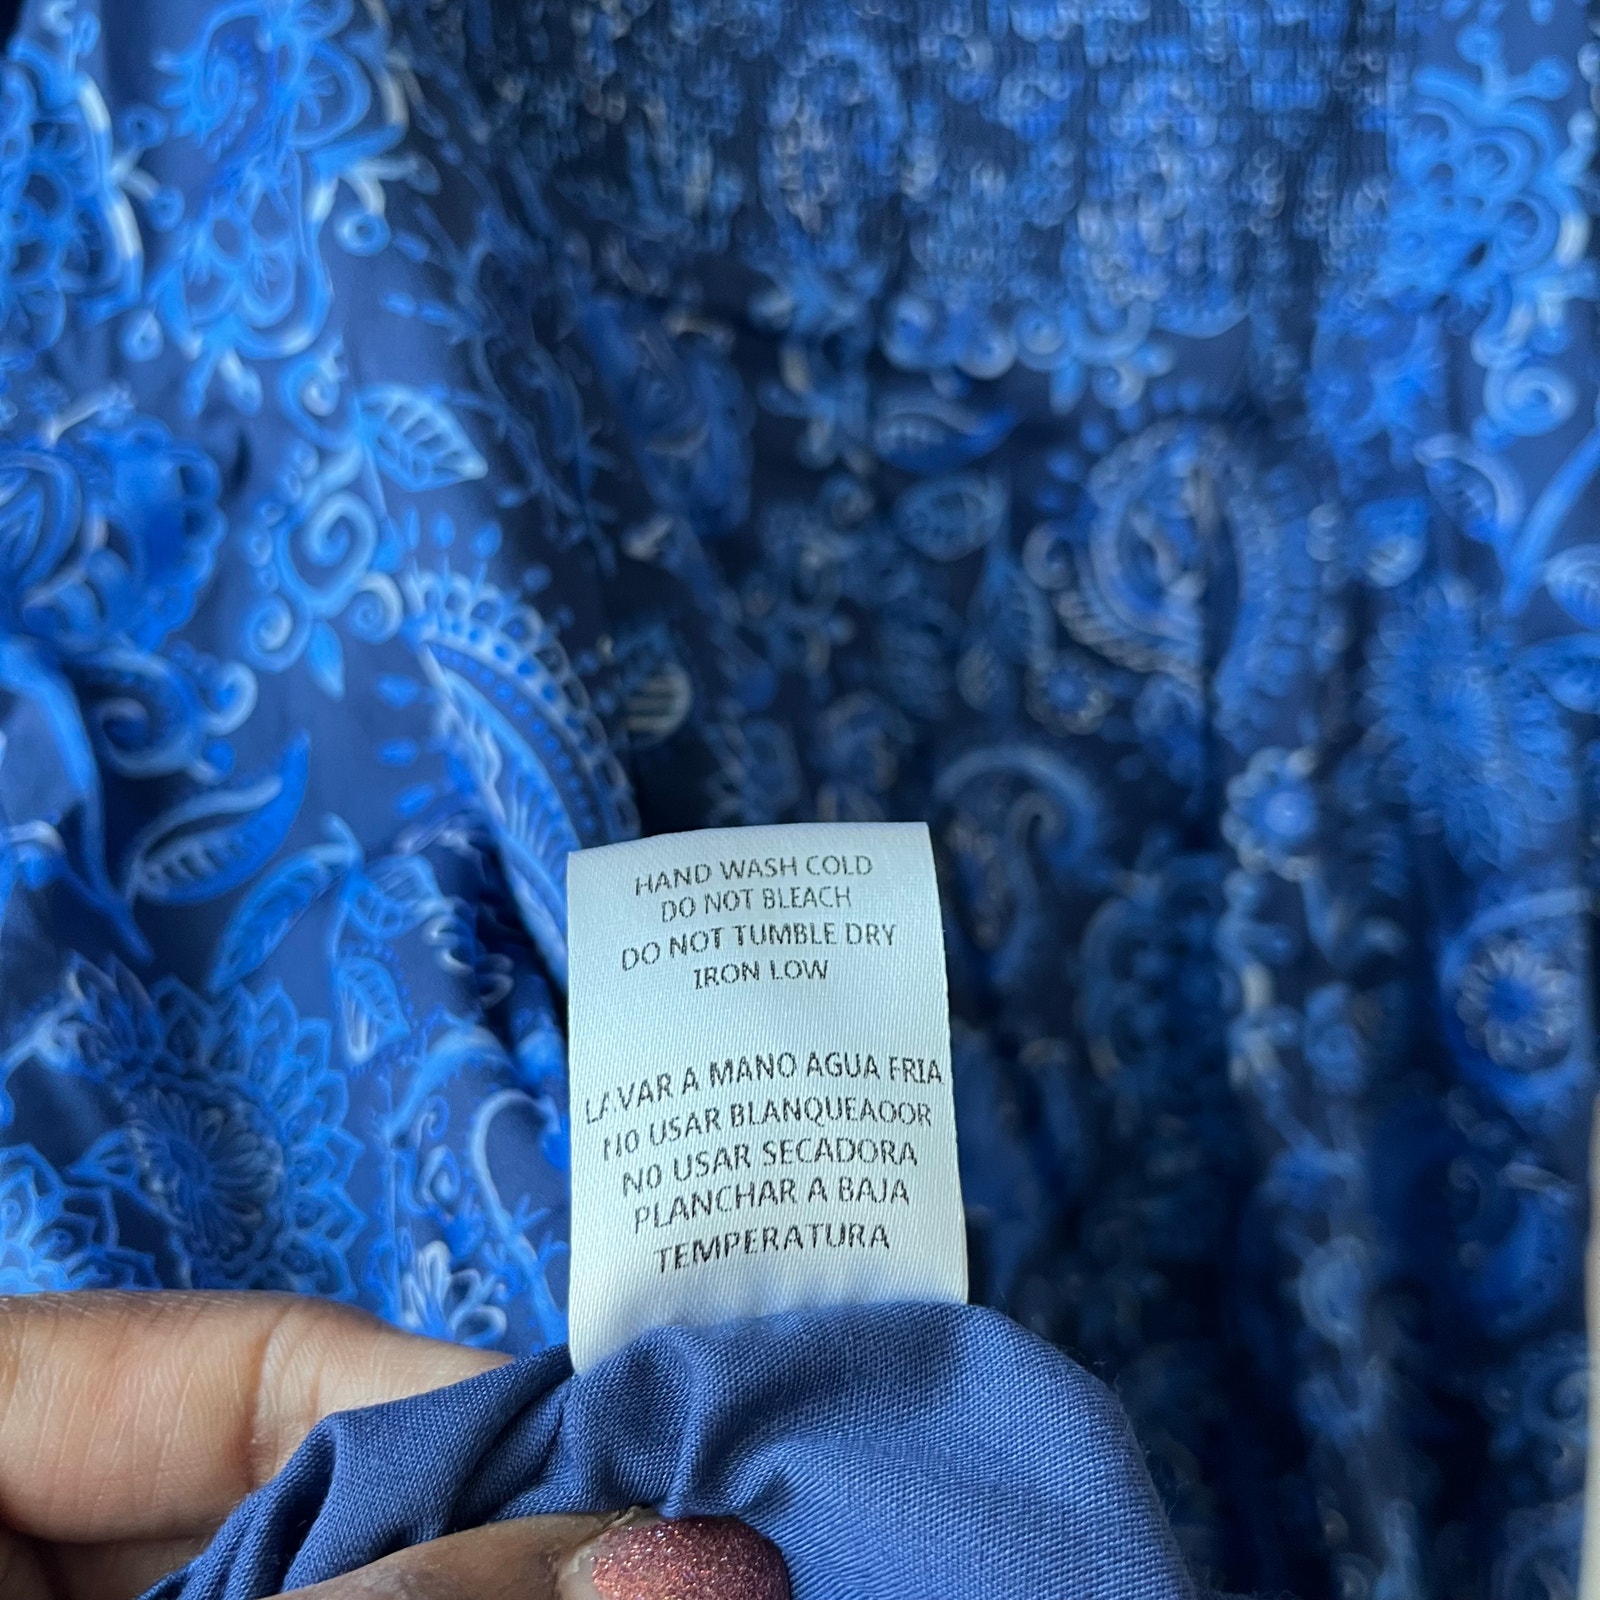 HAND WASH COLD
DO NOT BLEACH
DO NOT TUMBLE DRY
IRON LOW
LAVAR A MANO AGUA FRIA
NO USAR BLANQUEAOOR
NO USAR SECADORA
PLANCHAR A BAJA
TEMPERATURA